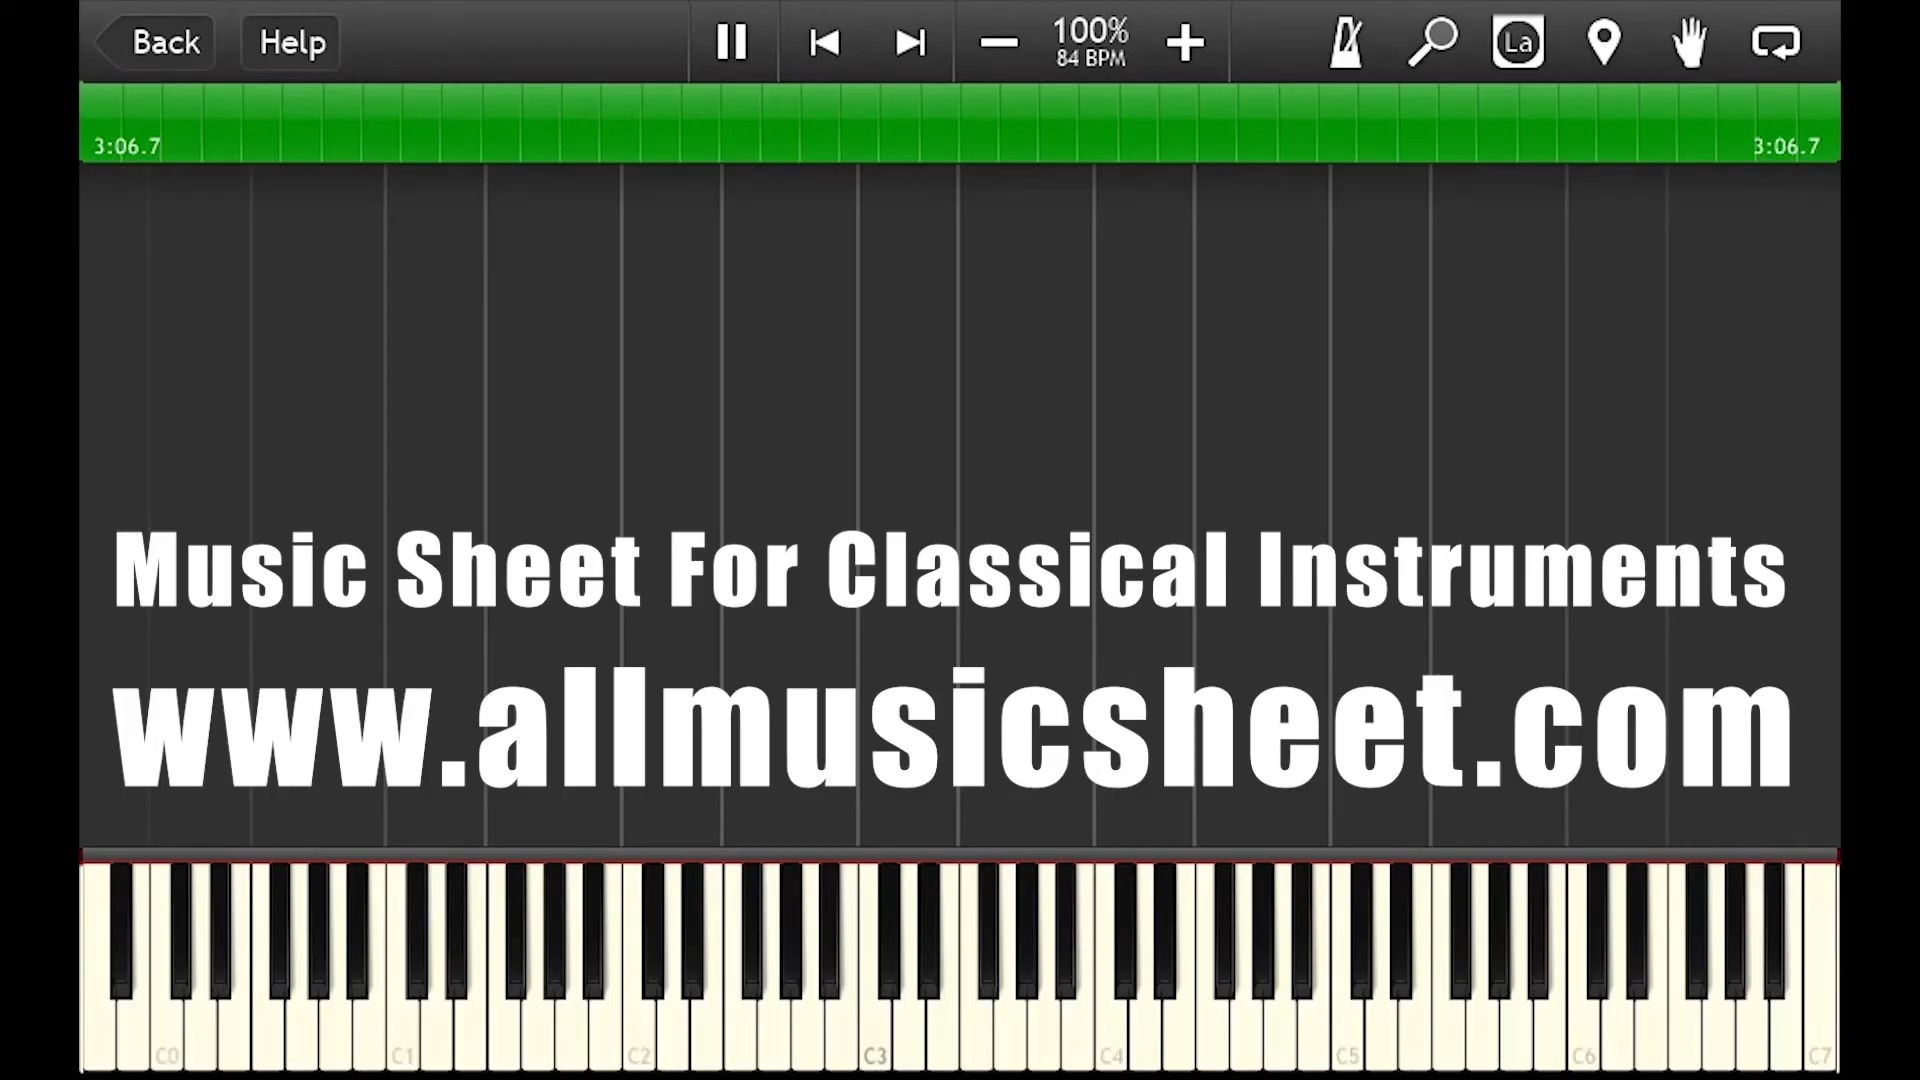 Back Help 100% La
84 BPM
3:06.7 3:06.7
Music Sheet For Classical Instruments
www.allmusicsheet.com
C0 C1 C2 C3 C4 C5 C6 C7